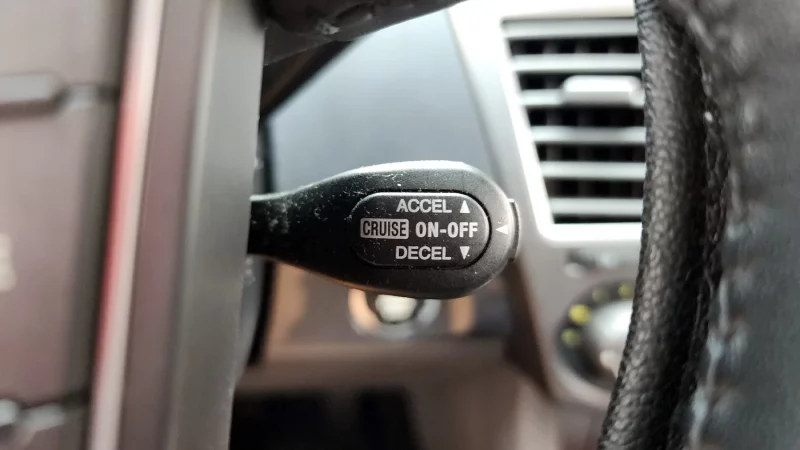 ACCEL ▲
CRUISE ON-OFF ◀
DECEL ▼